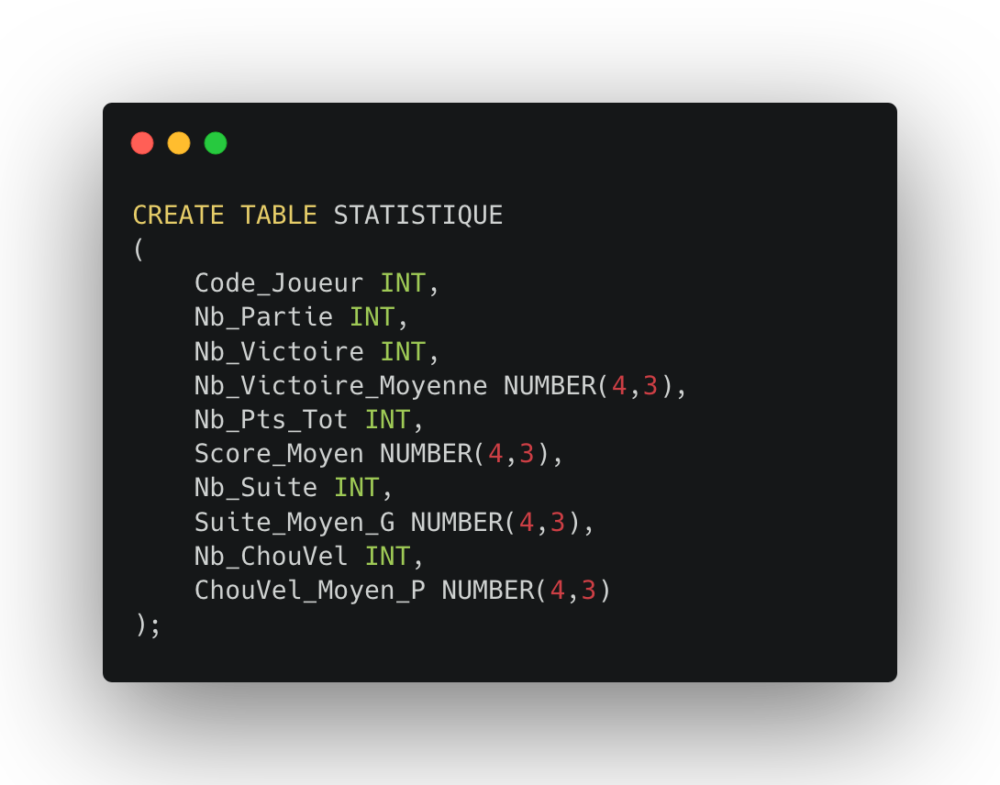 CREATE TABLE STATISTIQUE
(
    Code_Joueur INT,
    Nb_Partie INT,
    Nb_Victoire INT,
    Nb_Victoire_Moyenne NUMBER(4,3),
    Nb_Pts_Tot INT,
    Score_Moyen NUMBER(4,3),
    Nb_Suite INT,
    Suite_Moyen_G NUMBER(4,3),
    Nb_ChouVel INT,
    ChouVel_Moyen_P NUMBER(4,3)
);